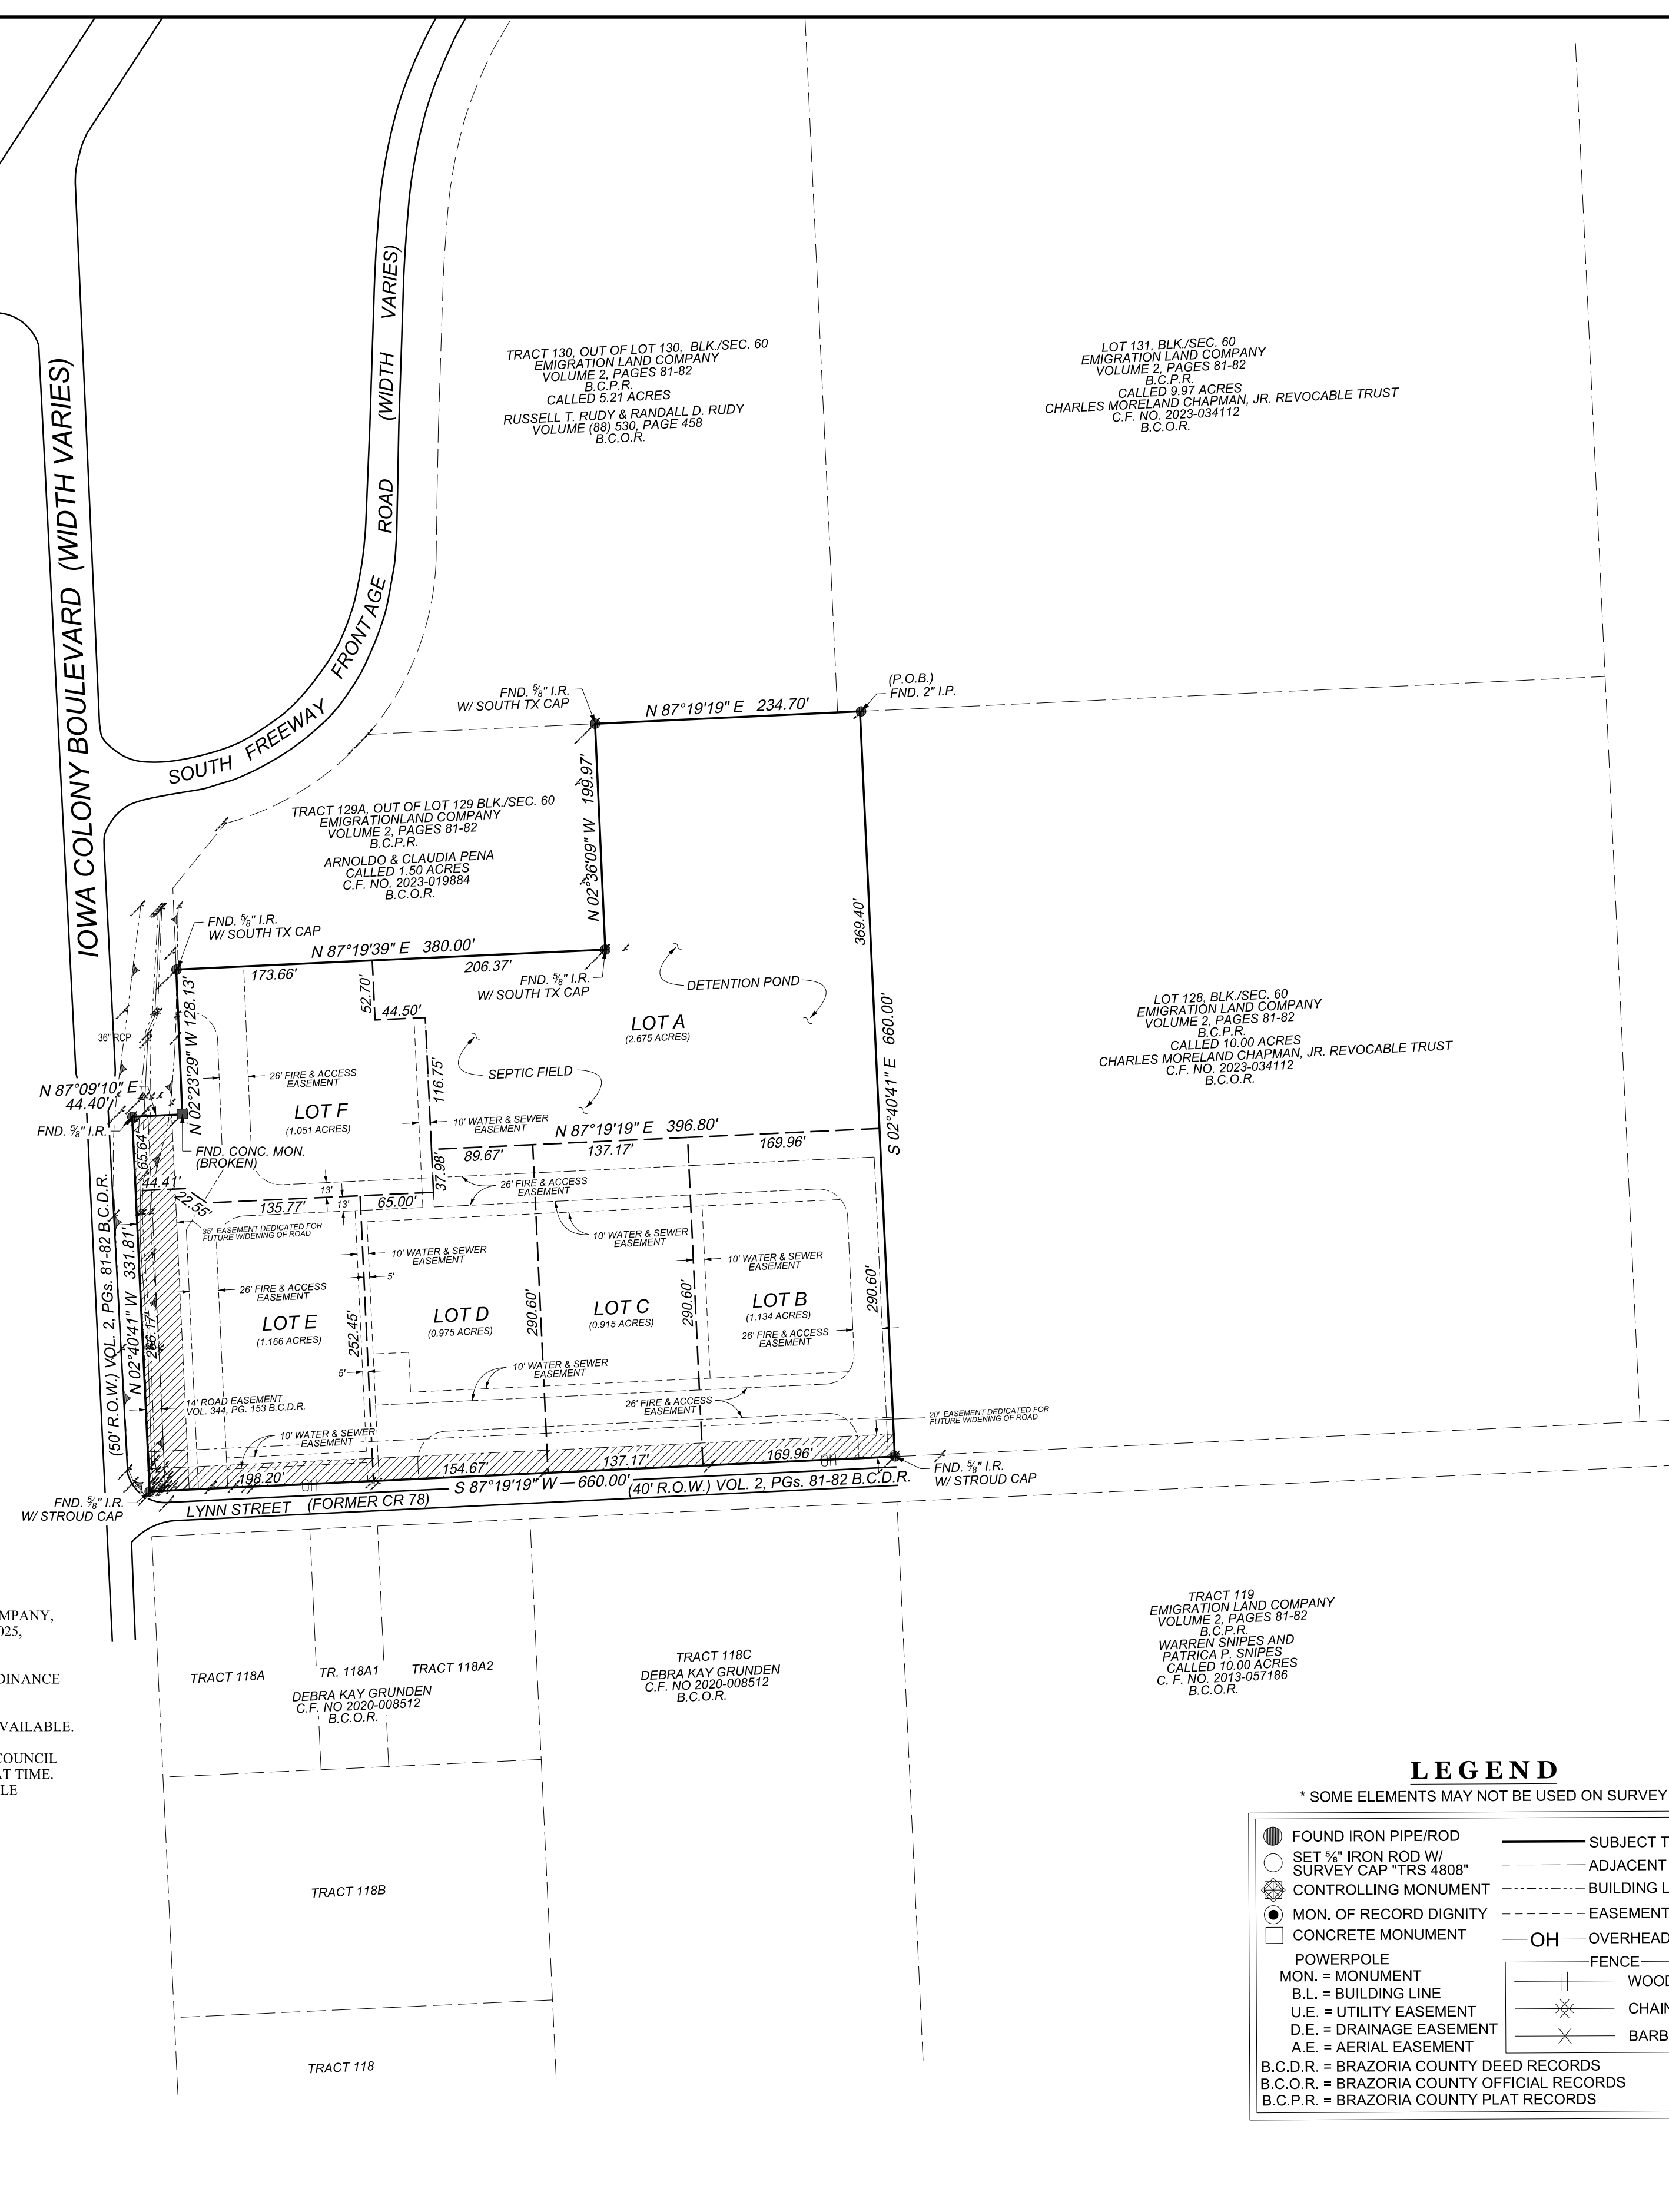 IOWA COLONY BOULEVARD (WIDTH VARIES)
SOUTH FREEWAY FRONTAGE ROAD (WIDTH VARIES)
TRACT 130, OUT OF LOT 130, BLK./SEC. 60
EMIGRATION LAND COMPANY
VOLUME 2, PAGES 81-82
B.C.P.R.
CALLED 5.21 ACRES
RUSSELL T. RUDY & RANDALL D. RUDY
VOLUME (88) 530, PAGE 458
B.C.O.R.
LOT 131, BLK./SEC. 60
EMIGRATION LAND COMPANY
VOLUME 2, PAGES 81-82
B.C.P.R.
CALLED 9.97 ACRES
CHARLES MORELAND CHAPMAN, JR. REVOCABLE TRUST
C.F. NO. 2023-034112
B.C.O.R.
(P.O.B.)
FND. 2" I.P.
FND. 5/8" I.R.
W/ SOUTH TX CAP
N 87°19'19" E 234.70'
N 02°36'09" W 199.97'
TRACT 129A, OUT OF LOT 129 BLK./SEC. 60
EMIGRATIONLAND COMPANY
VOLUME 2, PAGES 81-82
B.C.P.R.
ARNOLDO & CLAUDIA PENA
CALLED 1.50 ACRES
C.F. NO. 2023-019884
B.C.O.R.
369.40'
S 02°40'41" E 660.00'
FND. 5/8" I.R.
W/ SOUTH TX CAP
N 87°19'39" E 380.00'
173.66'
206.37'
FND. 5/8" I.R.
W/ SOUTH TX CAP
52.70'
44.50'
DETENTION POND
LOT A
(2.675 ACRES)
SEPTIC FIELD
116.75'
N 02°23'29" W 128.13'
36" RCP
26' FIRE & ACCESS
EASEMENT
LOT F
(1.051 ACRES)
10' WATER & SEWER
EASEMENT
N 87°09'10" E
44.40'
FND. 5/8" I.R.
FND. CONC. MON.
(BROKEN)
LOT 128, BLK./SEC. 60
EMIGRATION LAND COMPANY
VOLUME 2, PAGES 81-82
B.C.P.R.
CALLED 10.00 ACRES
CHARLES MORELAND CHAPMAN, JR. REVOCABLE TRUST
C.F. NO. 2023-034112
B.C.O.R.
N 87°19'19" E 396.80'
89.67'
137.17'
169.96'
37.98'
65.64'
44.41'
22.55'
135.77'
13'
13'
65.00'
26' FIRE & ACCESS
EASEMENT
35' EASEMENT DEDICATED FOR
FUTURE WIDENING OF ROAD
10' WATER & SEWER
EASEMENT
10' WATER & SEWER
EASEMENT
10' WATER & SEWER
EASEMENT
5'
26' FIRE & ACCESS
EASEMENT
LOT E
(1.166 ACRES)
252.45'
LOT D
(0.975 ACRES)
290.60'
LOT C
(0.915 ACRES)
290.60'
LOT B
(1.134 ACRES)
290.60'
26' FIRE & ACCESS
EASEMENT
5'
10' WATER & SEWER
EASEMENT
(50' R.O.W.) VOL. 2, PGs. 81-82 B.C.D.R.
N 02°40'41" W 331.81'
266.17'
14' ROAD EASEMENT
VOL. 344, PG. 153 B.C.D.R.
26' FIRE & ACCESS
EASEMENT
20' EASEMENT DEDICATED FOR
FUTURE WIDENING OF ROAD
10' WATER & SEWER
EASEMENT
198.20'
OH
154.67'
137.17'
169.96'
OH
S 87°19'19" W 660.00'
(40' R.O.W.) VOL. 2, PGs. 81-82 B.C.D.R.
FND. 5/8" I.R.
W/ STROUD CAP
FND. 5/8" I.R.
W/ STROUD CAP
LYNN STREET (FORMER CR 78)
TRACT 118A
TR. 118A1
TRACT 118A2
DEBRA KAY GRUNDEN
C.F. NO 2020-008512
B.C.O.R.
TRACT 118C
DEBRA KAY GRUNDEN
C.F. NO 2020-008512
B.C.O.R.
TRACT 119
EMIGRATION LAND COMPANY
VOLUME 2, PAGES 81-82
B.C.P.R.
WARREN SNIPES AND
PATRICA P. SNIPES
CALLED 10.00 ACRES
C. F. NO. 2013-057186
B.C.O.R.
TRACT 118B
TRACT 118
MPANY,
025,
DINANCE
VAILABLE.
COUNCIL
AT TIME.
LE
LEGEND
* SOME ELEMENTS MAY NOT BE USED ON SURVEY
FOUND IRON PIPE/ROD
SET 5/8" IRON ROD W/
SURVEY CAP "TRS 4808"
CONTROLLING MONUMENT
MON. OF RECORD DIGNITY
CONCRETE MONUMENT
POWERPOLE
MON. = MONUMENT
B.L. = BUILDING LINE
U.E. = UTILITY EASEMENT
D.E. = DRAINAGE EASEMENT
A.E. = AERIAL EASEMENT
B.C.D.R. = BRAZORIA COUNTY DEED RECORDS
B.C.O.R. = BRAZORIA COUNTY OFFICIAL RECORDS
B.C.P.R. = BRAZORIA COUNTY PLAT RECORDS
SUBJECT T
ADJACENT
BUILDING L
EASEMENT
OH OVERHEAD
FENCE
WOOD
CHAIN
BARB